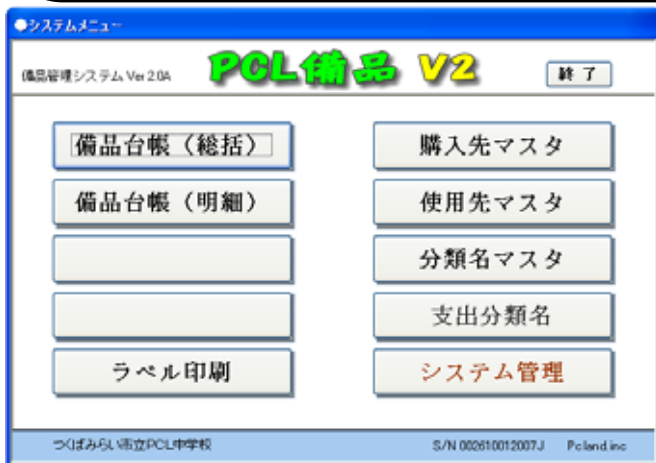 ●システムメニュー
備品管理システム Ver 2.0A
PCL備品 V2
終了
備品台帳（総括）
購入先マスタ
備品台帳（明細）
使用先マスタ
分類名マスタ
支出分類名
ラベル印刷
システム管理
つくばみらい市立PCL中学校
S/N 002610012007J
Pcland.inc